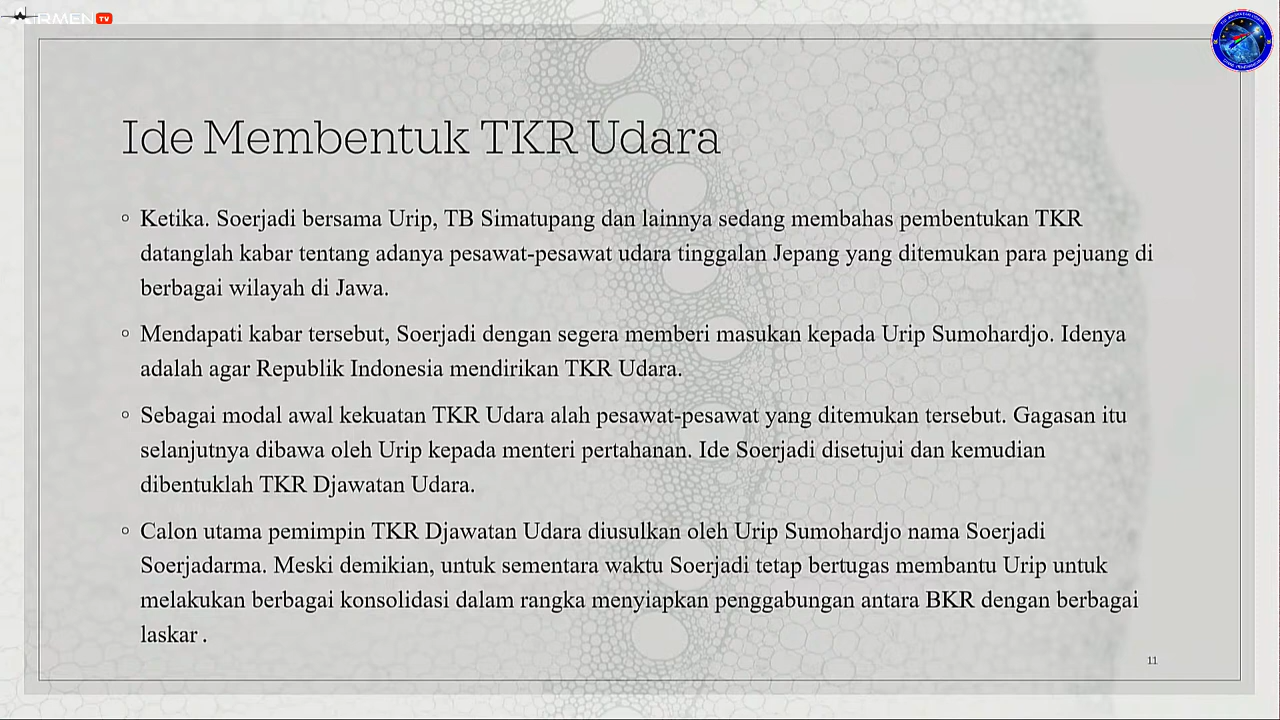 AIRMEN TV
Ide Membentuk TKR Udara
◦ Ketika. Soerjadi bersama Urip, TB Simatupang dan lainnya sedang membahas pembentukan TKR
datanglah kabar tentang adanya pesawat-pesawat udara tinggalan Jepang yang ditemukan para pejuang di
berbagai wilayah di Jawa.
◦ Mendapati kabar tersebut, Soerjadi dengan segera memberi masukan kepada Urip Sumohardjo. Idenya
adalah agar Republik Indonesia mendirikan TKR Udara.
◦ Sebagai modal awal kekuatan TKR Udara alah pesawat-pesawat yang ditemukan tersebut. Gagasan itu
selanjutnya dibawa oleh Urip kepada menteri pertahanan. Ide Soerjadi disetujui dan kemudian
dibentuklah TKR Djawatan Udara.
◦ Calon utama pemimpin TKR Djawatan Udara diusulkan oleh Urip Sumohardjo nama Soerjadi
Soerjadarma. Meski demikian, untuk sementara waktu Soerjadi tetap bertugas membantu Urip untuk
melakukan berbagai konsolidasi dalam rangka menyiapkan penggabungan antara BKR dengan berbagai
laskar .
11